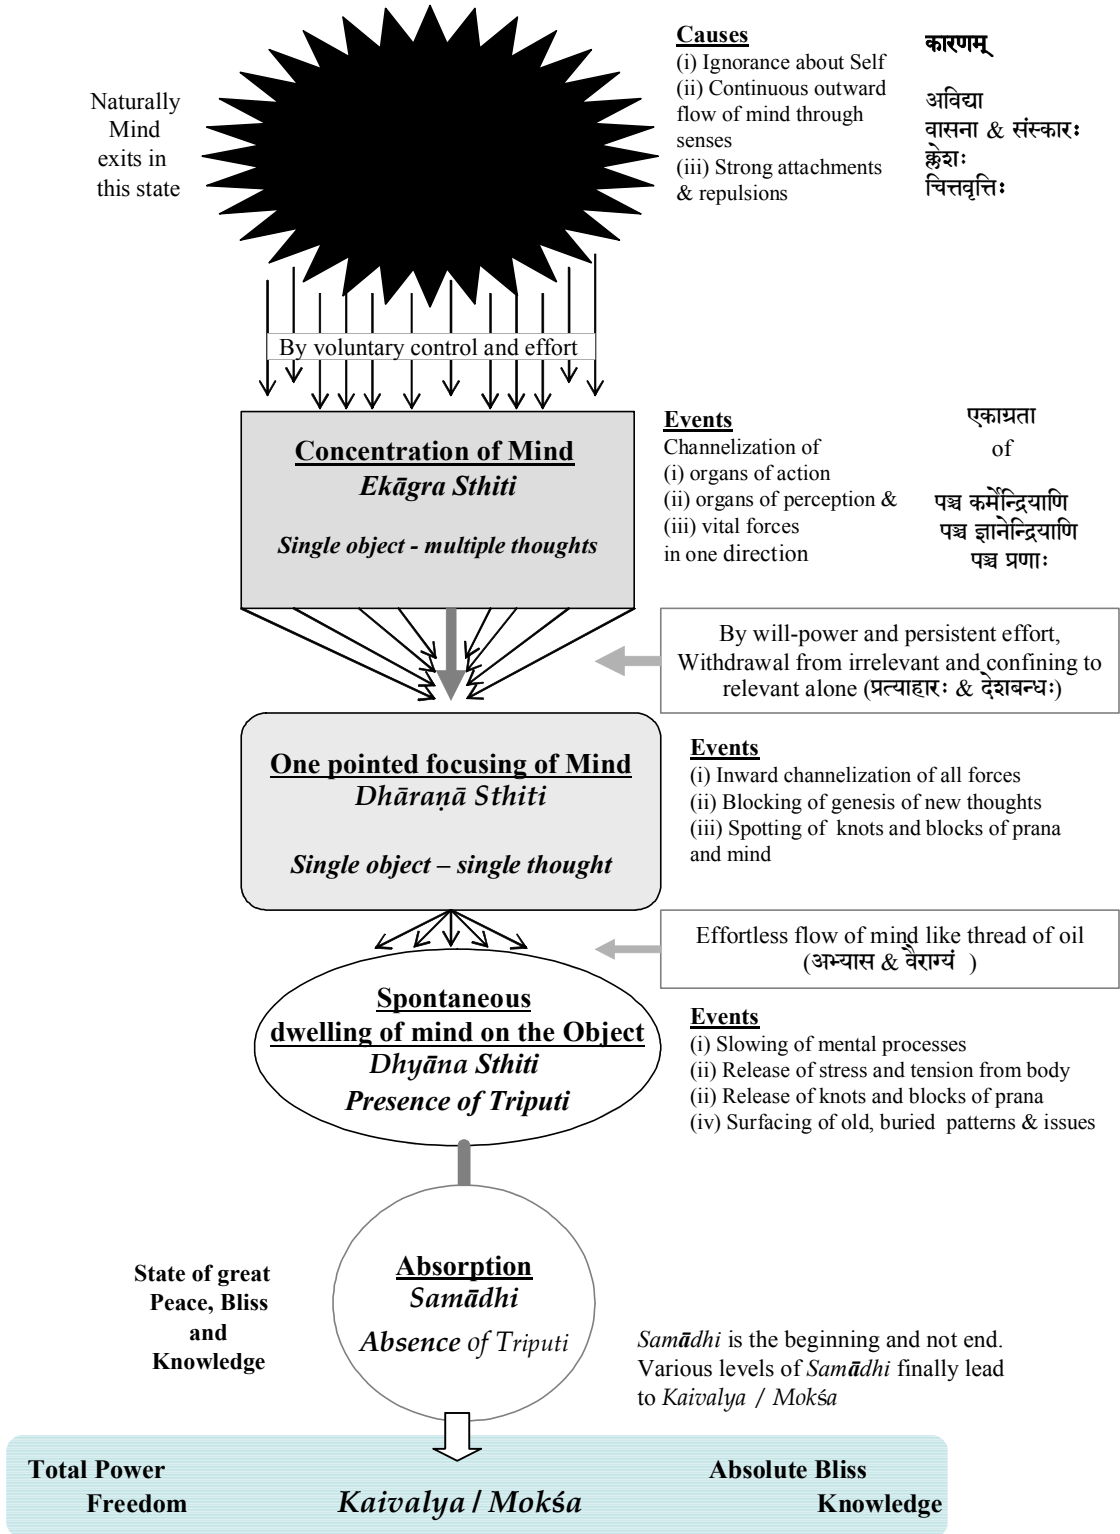 Naturally
Mind
exits in
this state
Causes
(i) Ignorance about Self
(ii) Continuous outward
flow of mind through
senses
(iii) Strong attachments
& repulsions
कारणम्
अविद्या
वासना & संस्कारः
क्लेशः
चित्तवृत्तिः
By voluntary control and effort
Concentration of Mind
Ekāgra Sthiti
Single object - multiple thoughts
Events
Channelization of
(i) organs of action
(ii) organs of perception &
(iii) vital forces
in one direction
एकाग्रता
of
पञ्च कर्मेन्द्रियाणि
पञ्च ज्ञानेन्द्रियाणि
पञ्च प्रणाः
By will-power and persistent effort,
Withdrawal from irrelevant and confining to
relevant alone (प्रत्याहारः & देशबन्धः)
One pointed focusing of Mind
Dhāraṇā Sthiti
Single object – single thought
Events
(i) Inward channelization of all forces
(ii) Blocking of genesis of new thoughts
(iii) Spotting of knots and blocks of prana
and mind
Effortless flow of mind like thread of oil
(अभ्यास & वैराग्यं )
Spontaneous
dwelling of mind on the Object
Dhyāna Sthiti
Presence of Triputi
Events
(i) Slowing of mental processes
(ii) Release of stress and tension from body
(ii) Release of knots and blocks of prana
(iv) Surfacing of old, buried patterns & issues
State of great
Peace, Bliss
and
Knowledge
Absorption
Samādhi
Absence of Triputi
Samādhi is the beginning and not end.
Various levels of Samādhi finally lead
to Kaivalya / Mokśa
Total Power
Freedom
Kaivalya / Mokśa
Absolute Bliss
Knowledge